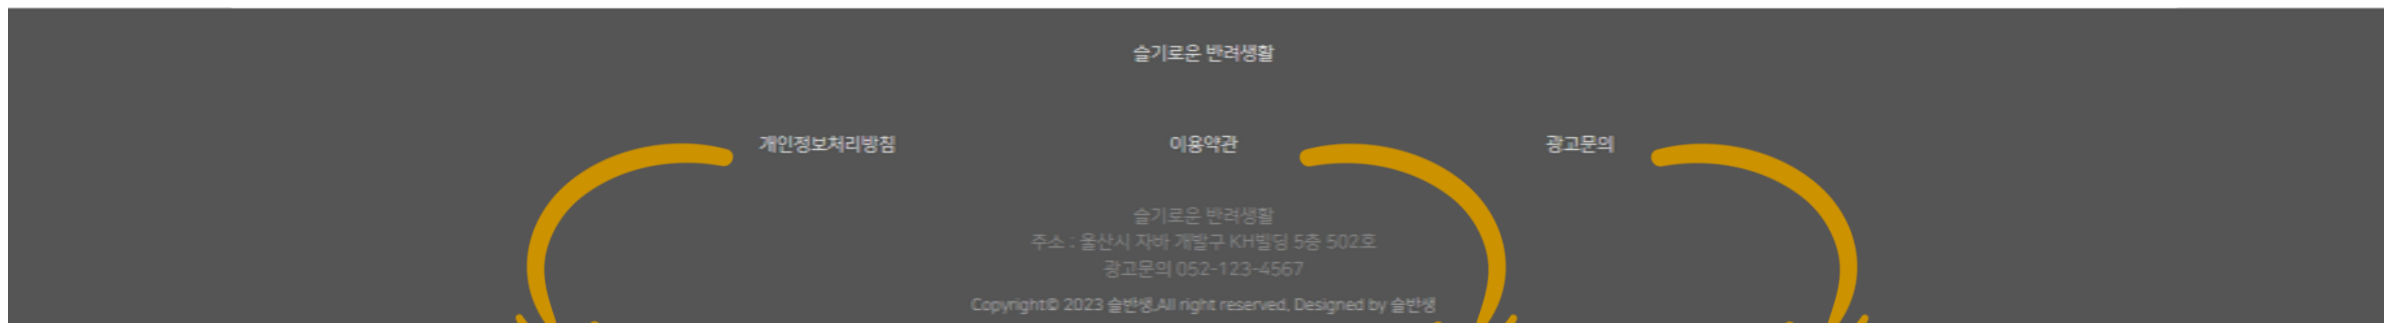 슬기로운 반려생활
개인정보처리방침 이용약관 광고문의
슬기로운 반려생활
주소 : 울산시 자바 개발구 KH빌딩 5층 502호
광고문의 052-123-4567
Copyright© 2023 슬반생.All right reserved. Designed by 슬반생